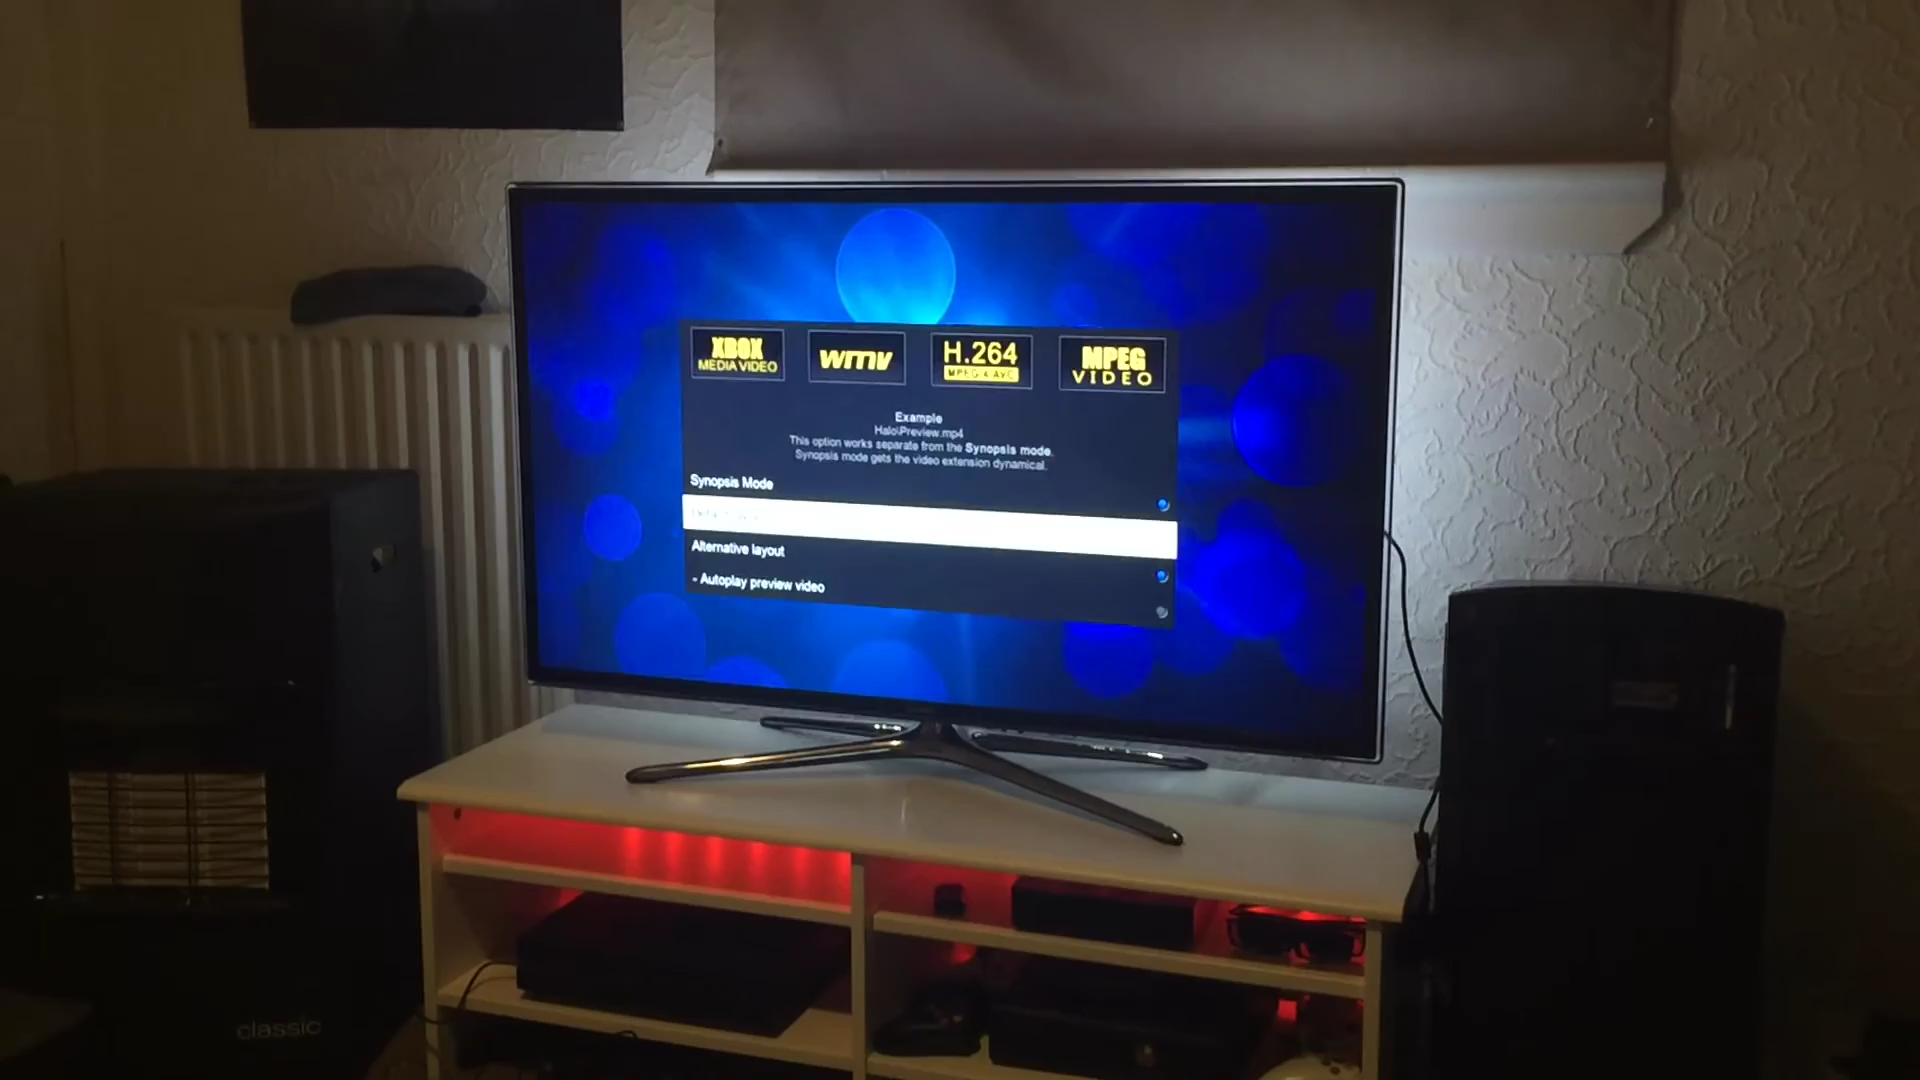 XBOX
MEDIA VIDEO
wmv
H.264
MPEG-4 AVC
MPEG
VIDEO
Example
Halo\Preview.mp4
This option works separate from the Synopsis mode.
Synopsis mode gets the video extension dynamical.
Synopsis Mode
Alternative layout
- Autoplay preview video
classic